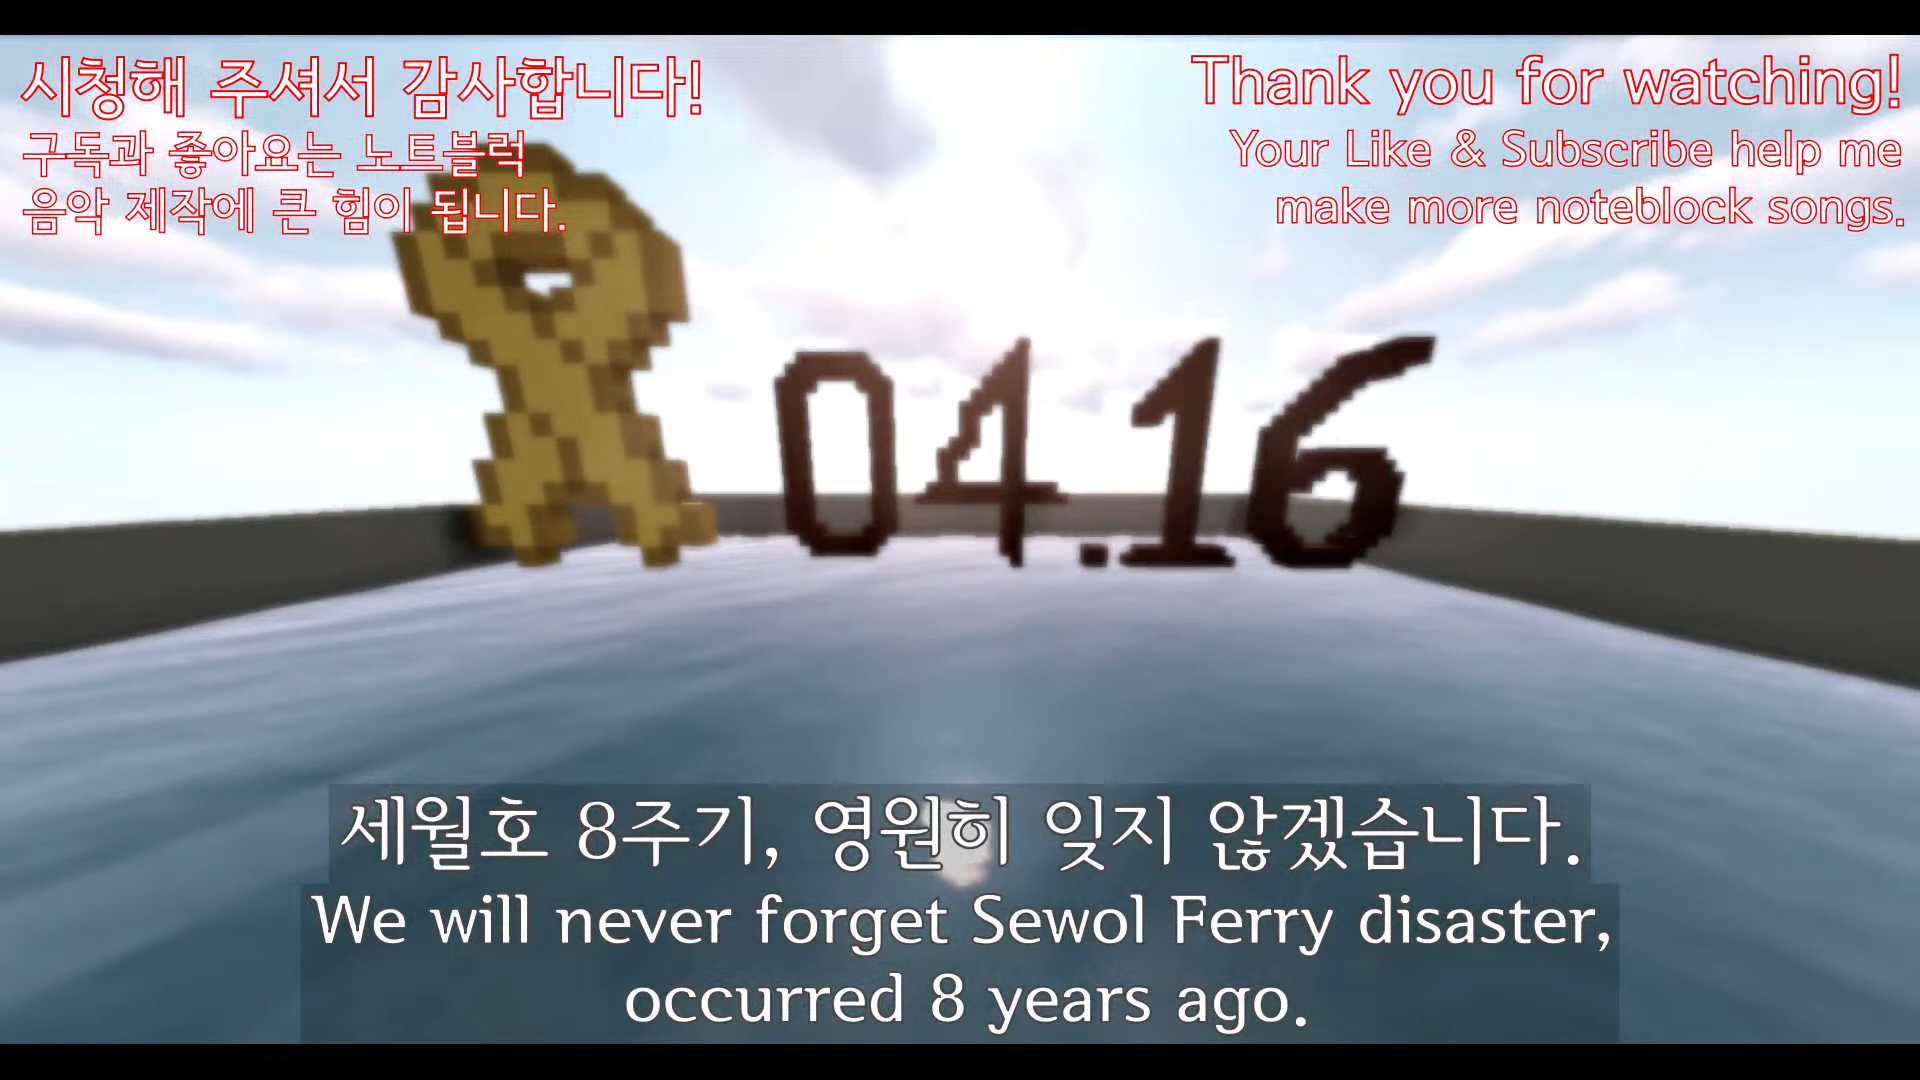 시청해 주셔서 감사합니다!
구독과 좋아요는 노트블럭
음악 제작에 큰 힘이 됩니다.
Thank you for watching!
Your Like & Subscribe help me
make more noteblock songs.
04.16
세월호 8주기, 영원히 잊지 않겠습니다.
We will never forget Sewol Ferry disaster,
occurred 8 years ago.